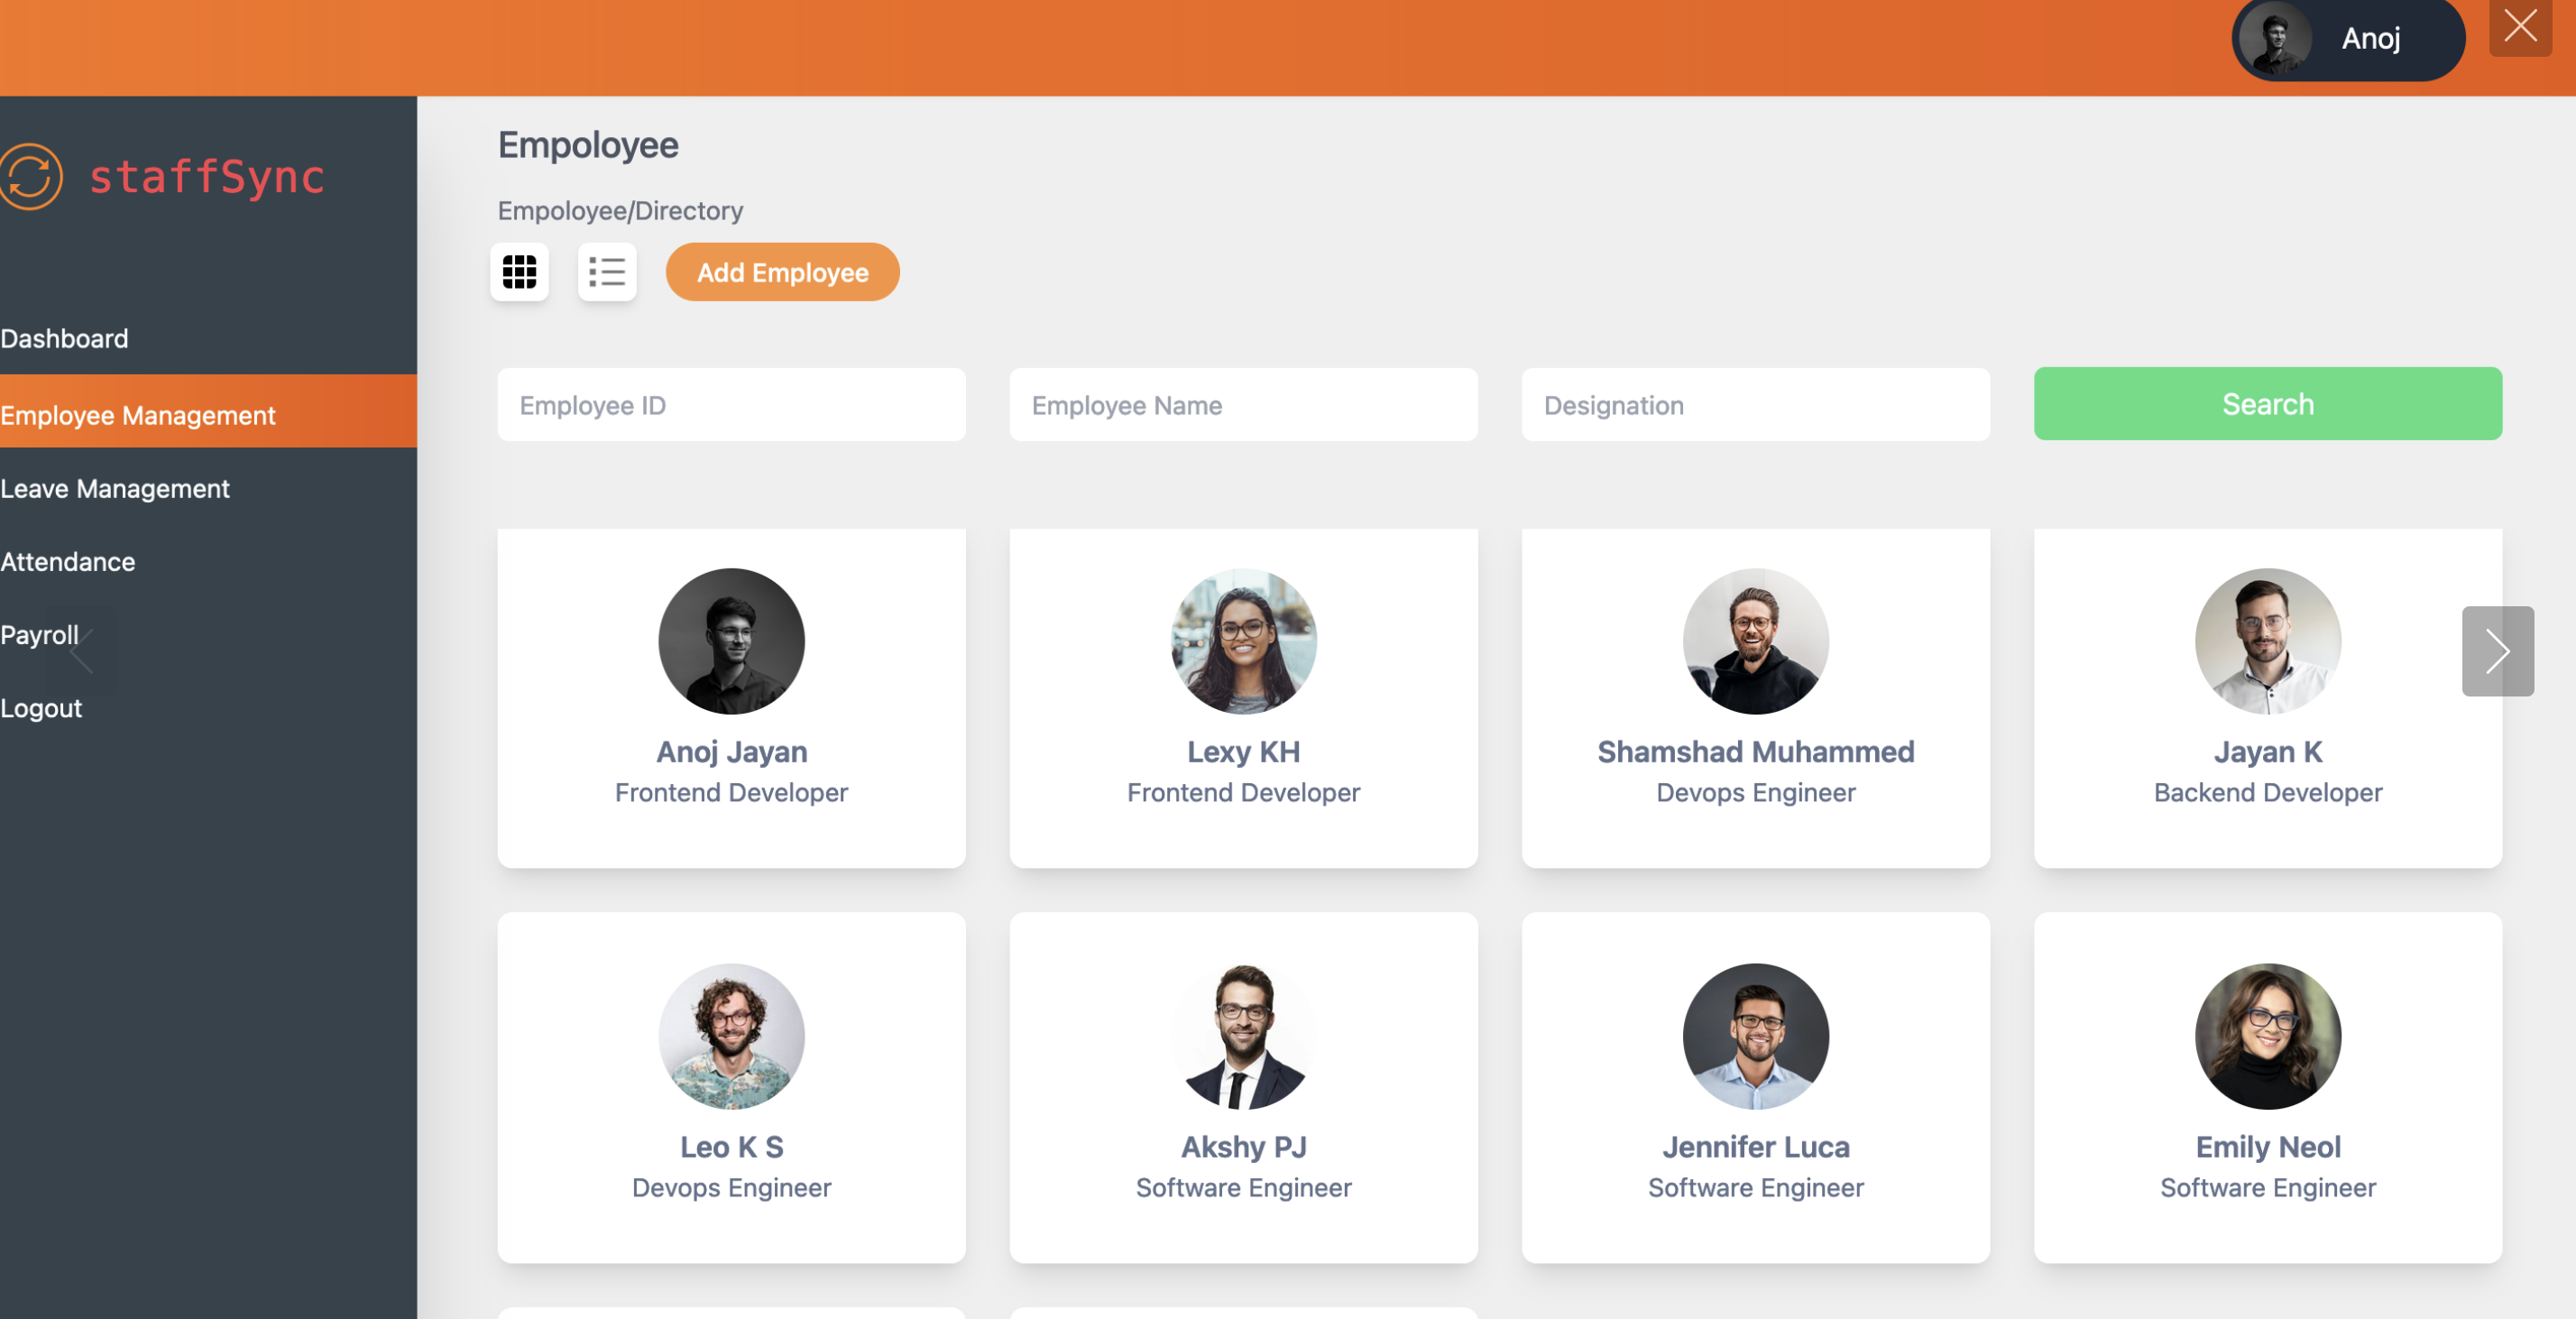 Anoj
staffSync
Dashboard
Employee Management
Leave Management
Attendance
Payroll
Logout
Empoloyee
Empoloyee/Directory
Add Employee
Employee ID
Employee Name
Designation
Search
Anoj Jayan
Frontend Developer
Lexy KH
Frontend Developer
Shamshad Muhammed
Devops Engineer
Jayan K
Backend Developer
Leo K S
Devops Engineer
Akshy PJ
Software Engineer
Jennifer Luca
Software Engineer
Emily Neol
Software Engineer